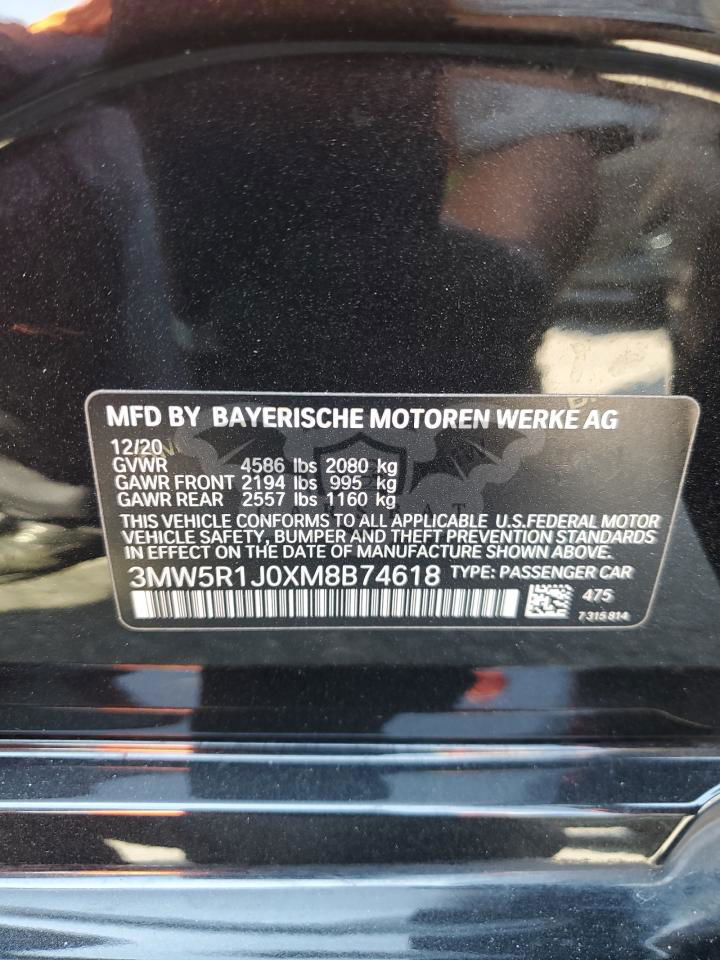 MFD BY BAYERISCHE MOTOREN WERKE AG
12/20
GVWR 4586 lbs 2080 kg
GAWR FRONT 2194 lbs 995 kg
GAWR REAR 2557 lbs 1160 kg
THIS VEHICLE CONFORMS TO ALL APPLICABLE U.S.FEDERAL MOTOR
VEHICLE SAFETY, BUMPER AND THEFT PREVENTION STANDARDS
IN EFFECT ON THE DATE OF MANUFACTURE SHOWN ABOVE.
3MW5R1J0XM8B74618 TYPE: PASSENGER CAR
475
7315814